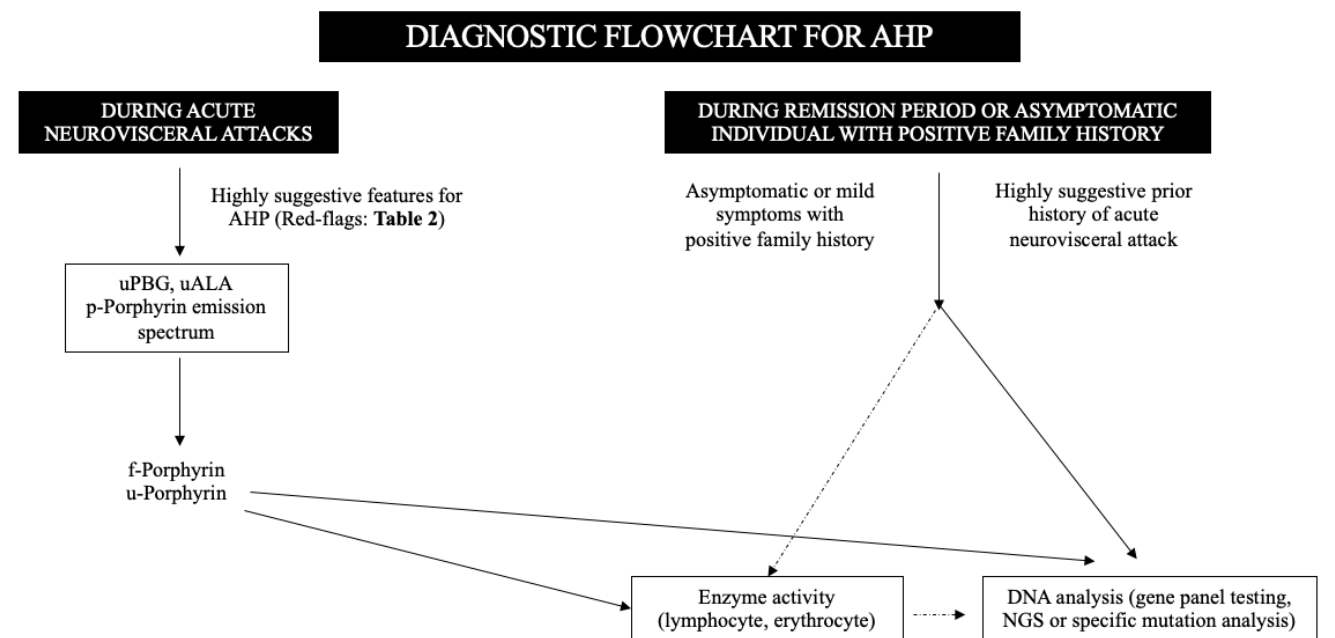 DIAGNOSTIC FLOWCHART FOR AHP
DURING ACUTE
NEUROVISCERAL ATTACKS
DURING REMISSION PERIOD OR ASYMPTOMATIC
INDIVIDUAL WITH POSITIVE FAMILY HISTORY
Highly suggestive features for
AHP (Red-flags: Table 2)
Asymptomatic or mild
symptoms with
positive family history
Highly suggestive prior
history of acute
neurovisceral attack
uPBG, uALA
p-Porphyrin emission
spectrum
f-Porphyrin
u-Porphyrin
Enzyme activity
(lymphocyte, erythrocyte)
DNA analysis (gene panel testing,
NGS or specific mutation analysis)